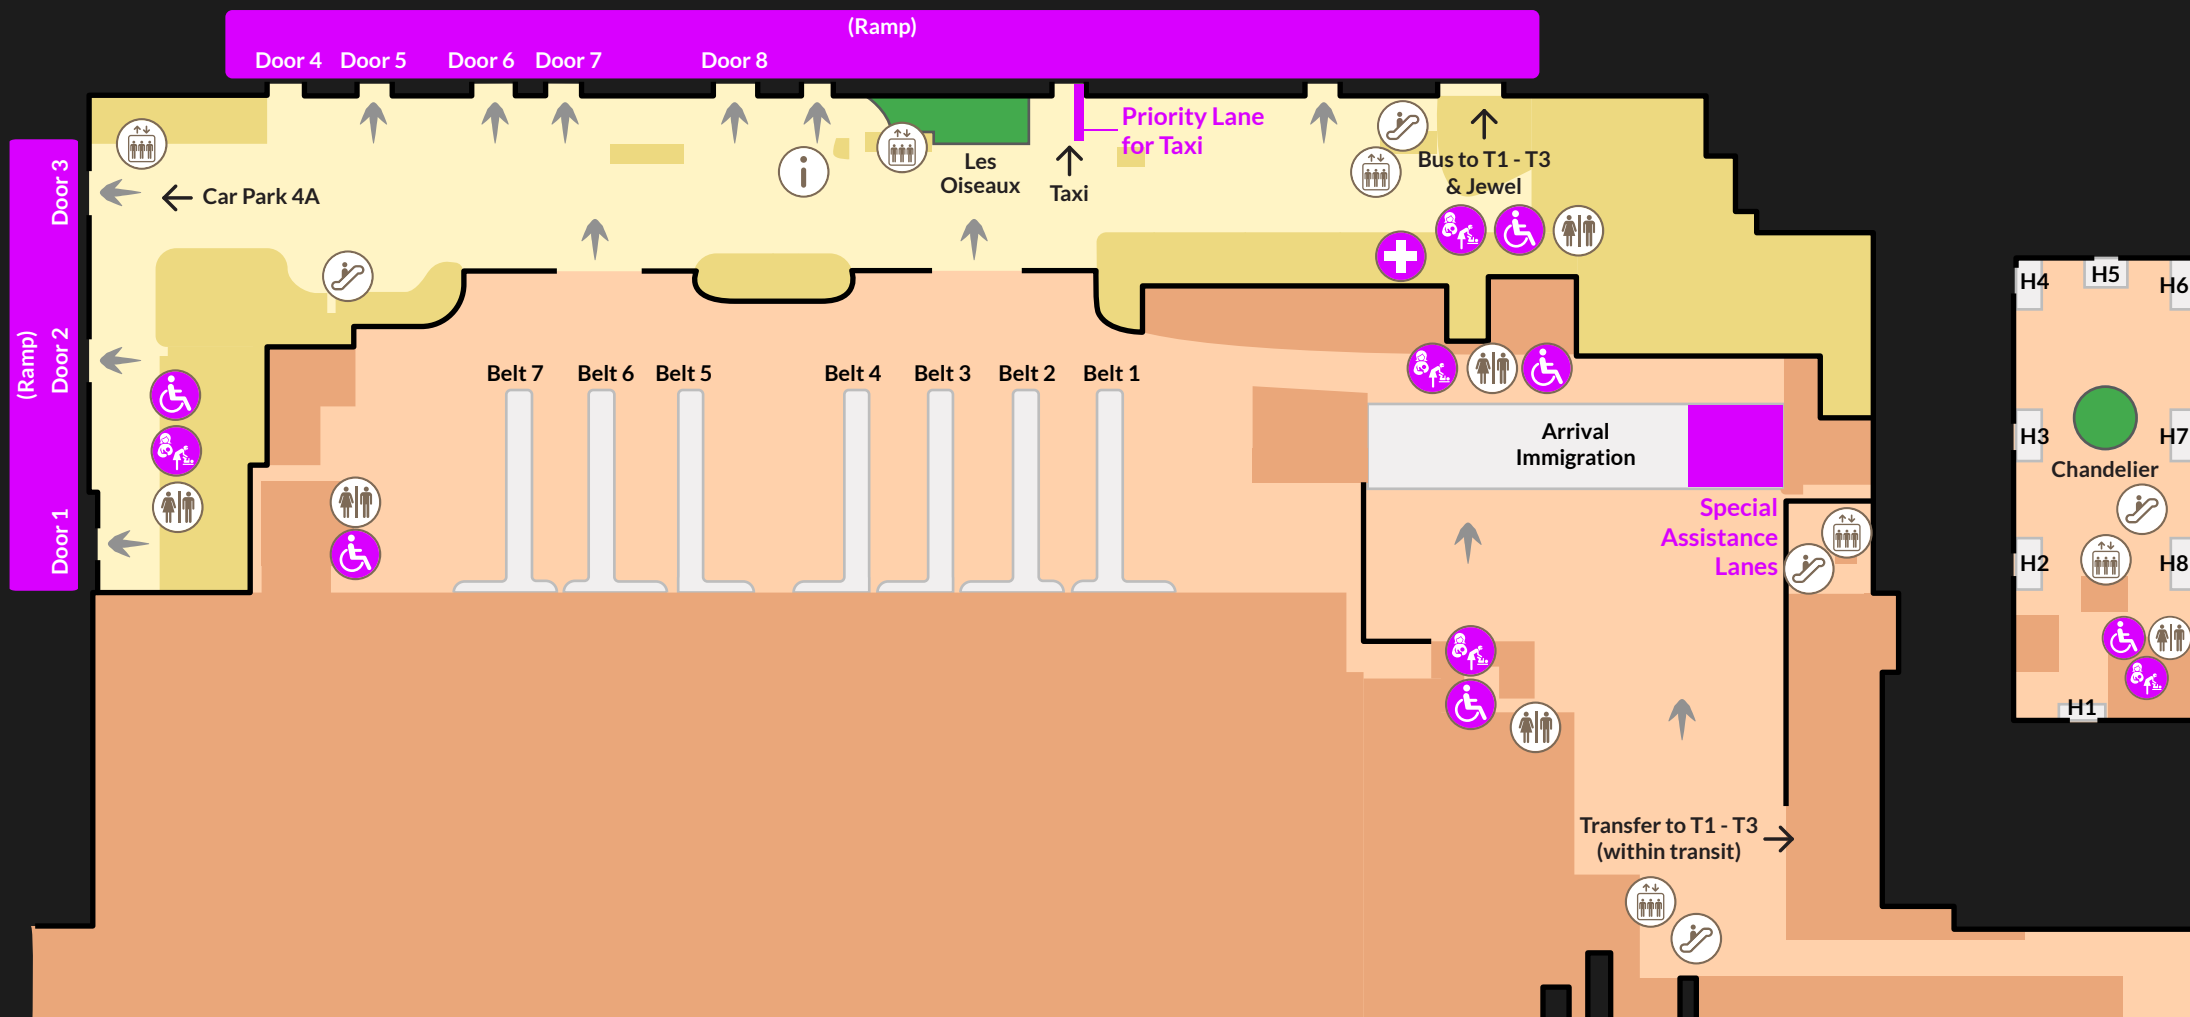 (Ramp)
Door 4
Door 5
Door 6
Door 7
Door 8
Priority Lane
for Taxi
Les
Oiseaux
Taxi
Bus to T1 - T3
& Jewel
(Ramp)
Door 3
Door 2
Door 1
Car Park 4A
Belt 7
Belt 6
Belt 5
Belt 4
Belt 3
Belt 2
Belt 1
Arrival
Immigration
Special
Assistance
Lanes
Transfer to T1 - T3
(within transit)
H4
H5
H6
H3
H7
Chandelier
H2
H8
H1